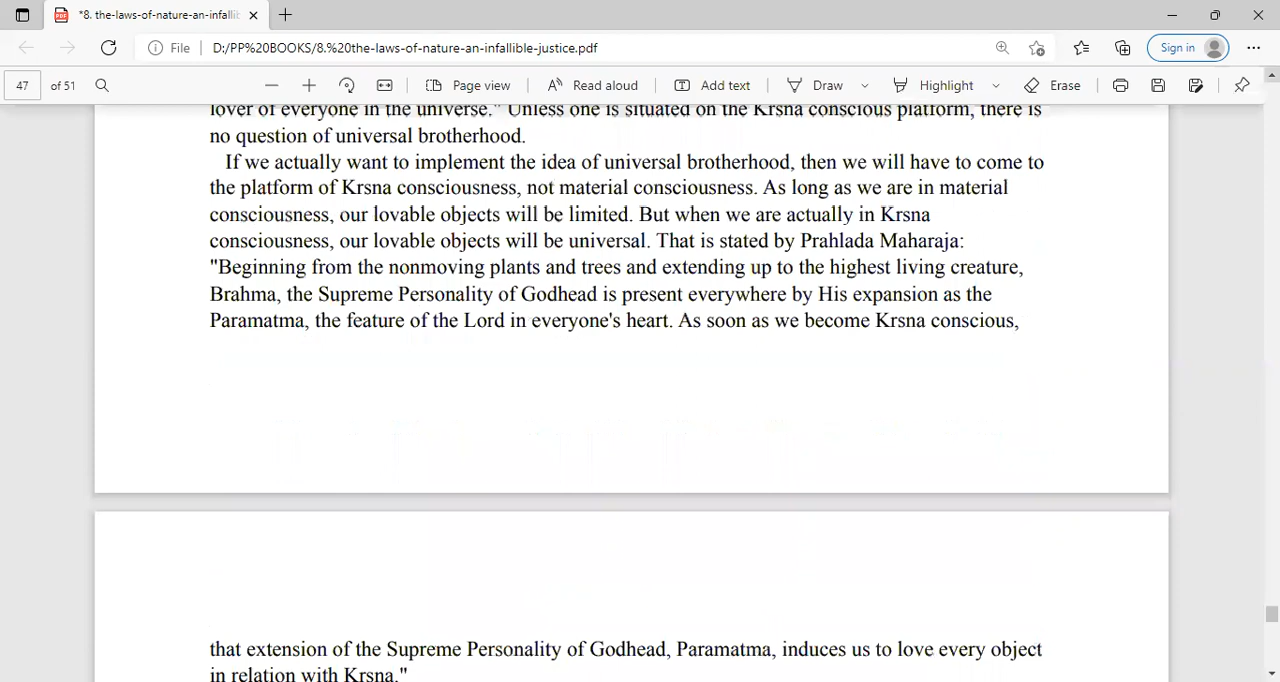 *8. the-laws-of-nature-an-infallib
File
D:/PP%20BOOKS/8.%20the-laws-of-nature-an-infallible-justice.pdf
Sign in
47 of 51
Page view
Read aloud
Add text
Draw
Highlight
Erase
lover of everyone in the universe." Unless one is situated on the Krsna conscious platform, there is
no question of universal brotherhood.
If we actually want to implement the idea of universal brotherhood, then we will have to come to
the platform of Krsna consciousness, not material consciousness. As long as we are in material
consciousness, our lovable objects will be limited. But when we are actually in Krsna
consciousness, our lovable objects will be universal. That is stated by Prahlada Maharaja:
"Beginning from the nonmoving plants and trees and extending up to the highest living creature,
Brahma, the Supreme Personality of Godhead is present everywhere by His expansion as the
Paramatma, the feature of the Lord in everyone's heart. As soon as we become Krsna conscious,
that extension of the Supreme Personality of Godhead, Paramatma, induces us to love every object
in relation with Krsna."